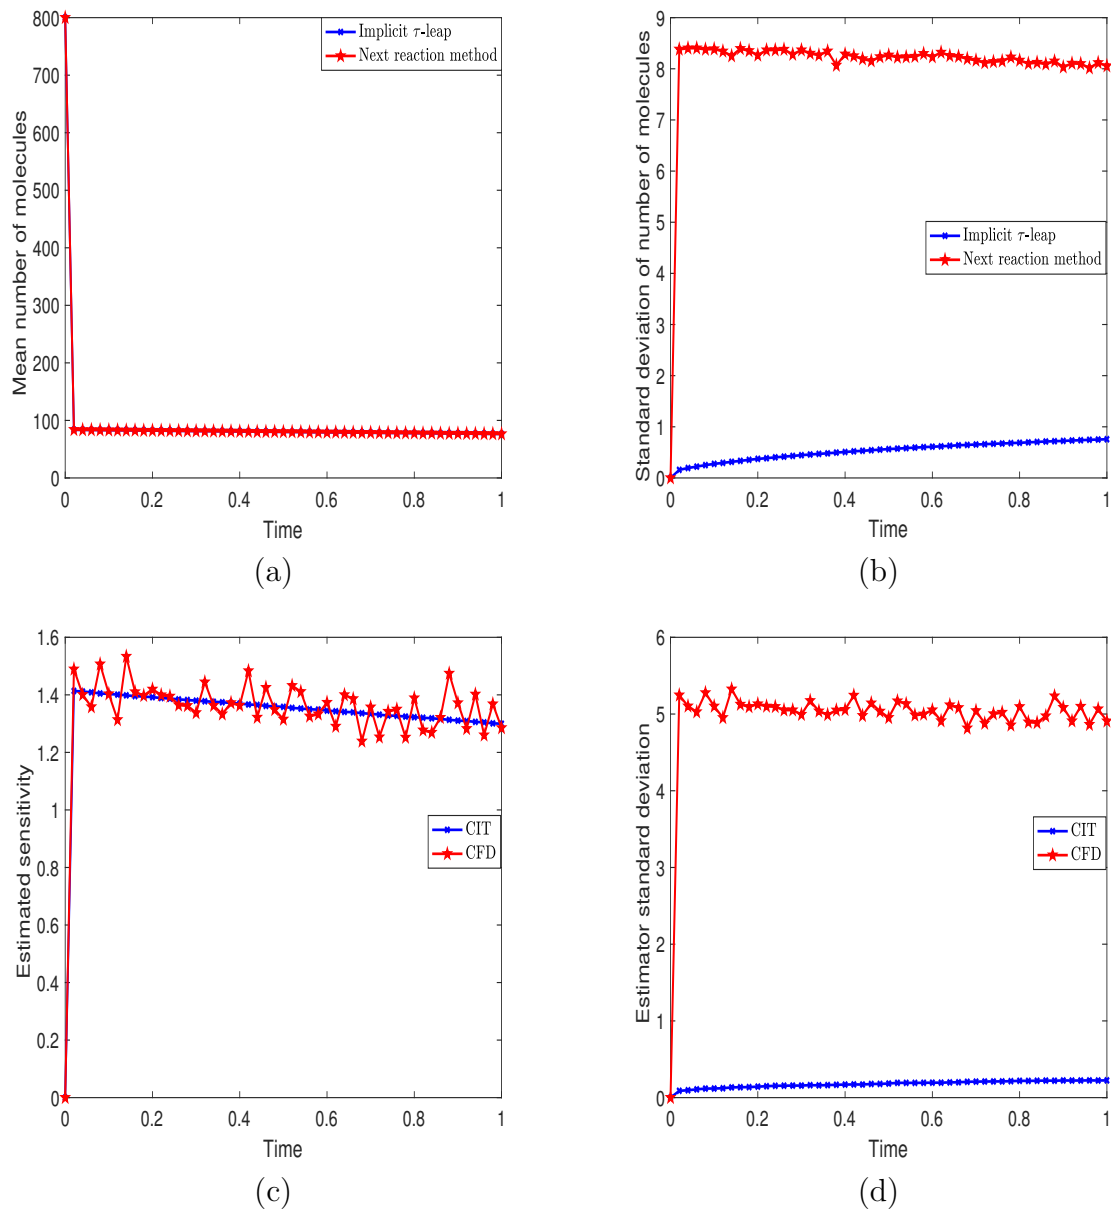 800
700
600
500
400
300
200
100
0
Mean number of molecules
Implicit τ-leap
Next reaction method
0 0.2 0.4 0.6 0.8 1
Time
(a)
9
8
7
6
5
4
3
2
1
0
Standard deviation of number of molecules
Implicit τ-leap
Next reaction method
0 0.2 0.4 0.6 0.8 1
Time
(b)
1.6
1.4
1.2
1
0.8
0.6
0.4
0.2
0
Estimated sensitivity
CIT
CFD
0 0.2 0.4 0.6 0.8 1
Time
(c)
6
5
4
3
2
1
0
Estimator standard deviation
CIT
CFD
0 0.2 0.4 0.6 0.8 1
Time
(d)